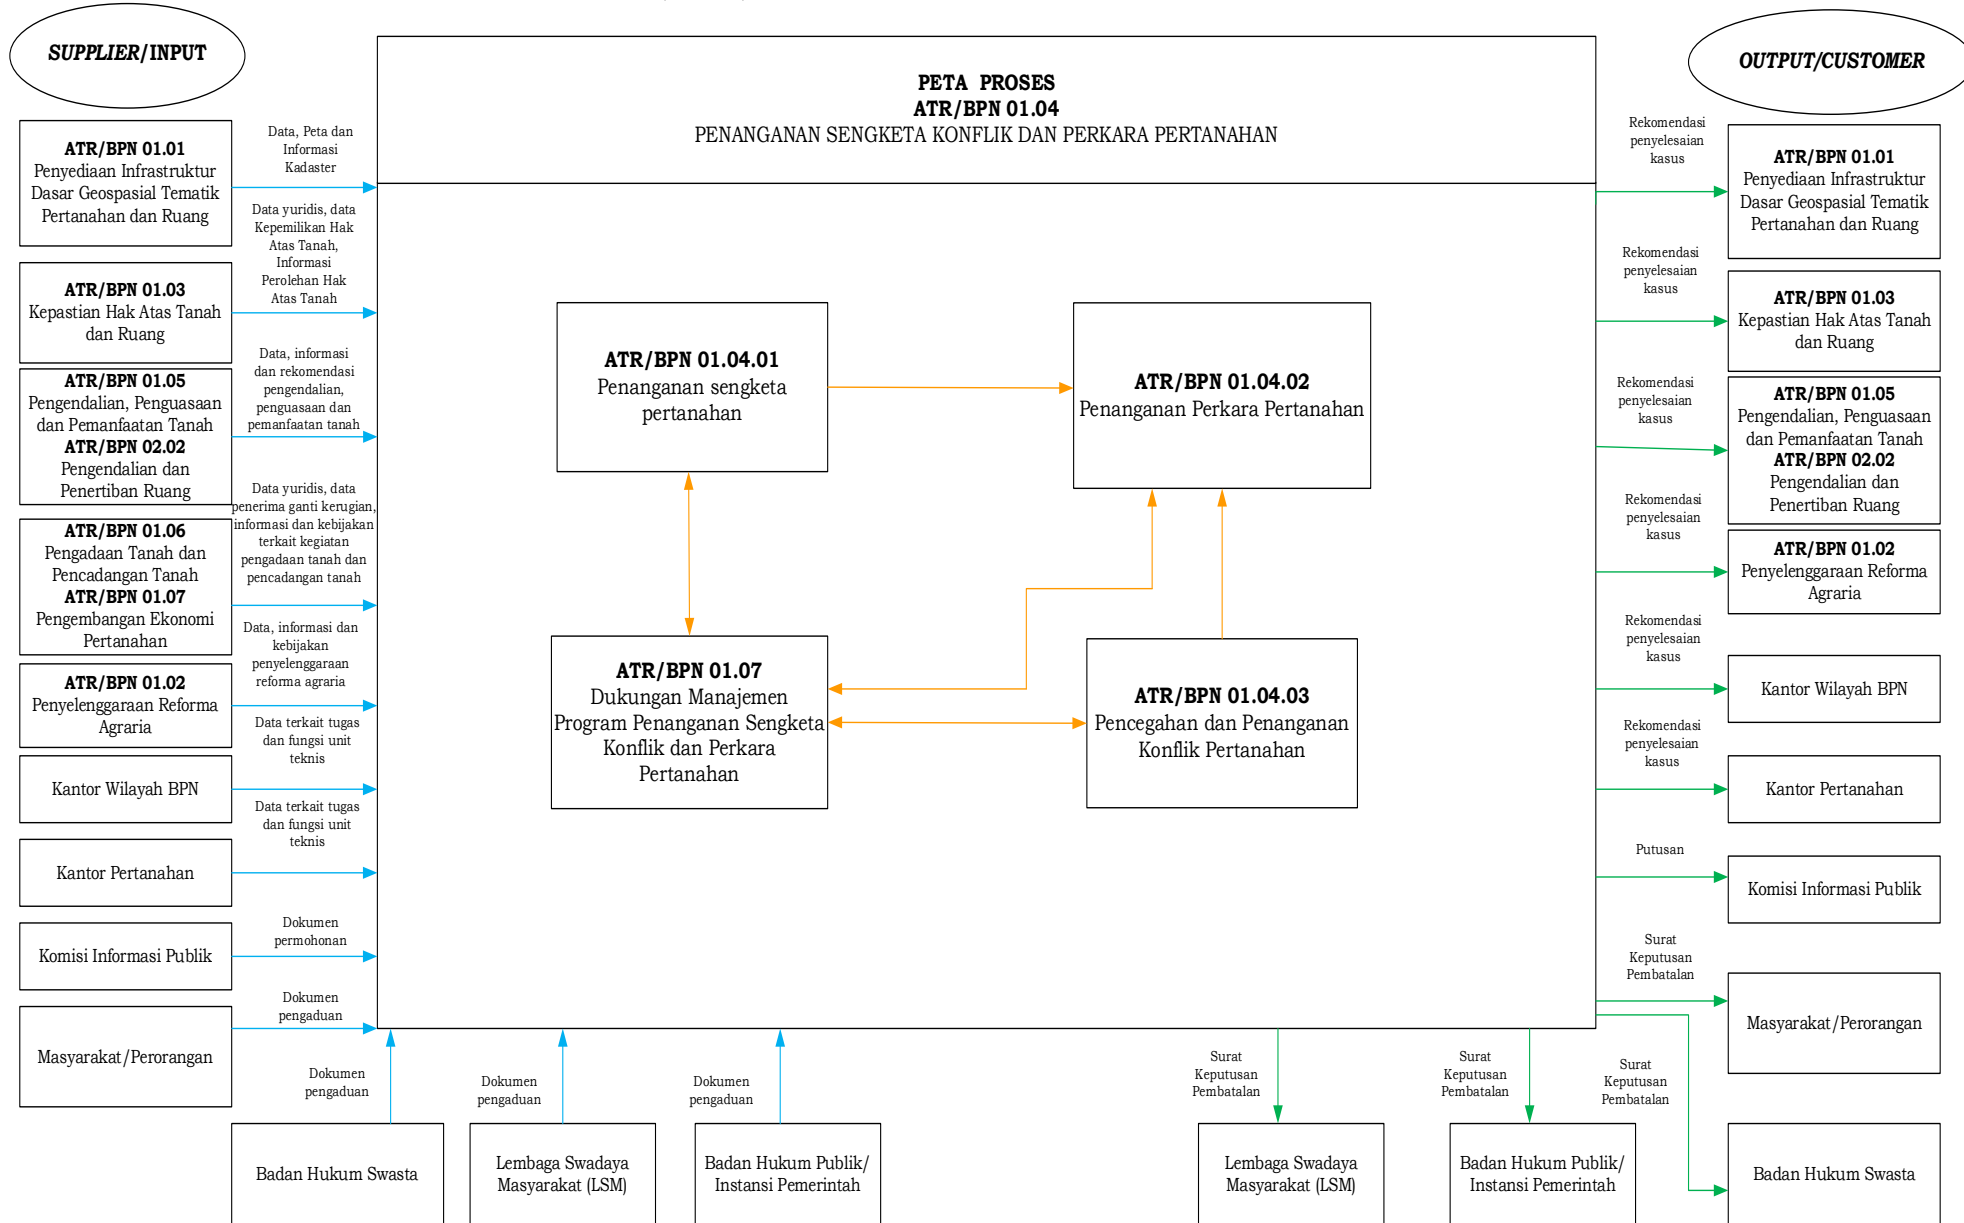 SUPPLIER/INPUT
PETA PROSES
ATR/BPN 01.04
PENANGANAN SENGKETA KONFLIK DAN PERKARA PERTANAHAN
OUTPUT/CUSTOMER
ATR/BPN 01.01
Penyediaan Infrastruktur
Dasar Geospasial Tematik
Pertanahan dan Ruang
ATR/BPN 01.03
Kepastian Hak Atas Tanah
dan Ruang
ATR/BPN 01.05
Pengendalian, Penguasaan
dan Pemanfaatan Tanah
ATR/BPN 02.02
Pengendalian dan
Penertiban Ruang
ATR/BPN 01.06
Pengadaan Tanah dan
Pencadangan Tanah
ATR/BPN 01.07
Pengembangan Ekonomi
Pertanahan
ATR/BPN 01.02
Penyelenggaraan Reforma
Agraria
Kantor Wilayah BPN
Kantor Pertanahan
Komisi Informasi Publik
Masyarakat/Perorangan
Data, Peta dan
Informasi
Kadaster
Data yuridis, data
Kepemilikan Hak
Atas Tanah,
Informasi
Perolehan Hak
Atas Tanah
Data, informasi
dan rekomendasi
pengendalian,
penguasaan dan
pemanfaatan tanah
Data yuridis, data
penerima ganti kerugian,
informasi dan kebijakan
terkait kegiatan
pengadaan tanah dan
pencadangan tanah
Data, informasi dan
kebijakan
penyelenggaraan
reforma agraria
Data terkait tugas
dan fungsi unit
teknis
Data terkait tugas
dan fungsi unit
teknis
Dokumen
permohonan
Dokumen
pengaduan
ATR/BPN 01.04.01
Penanganan sengketa
pertanahan
ATR/BPN 01.04.02
Penanganan Perkara Pertanahan
ATR/BPN 01.07
Dukungan Manajemen
Program Penanganan Sengketa
Konflik dan Perkara
Pertanahan
ATR/BPN 01.04.03
Pencegahan dan Penanganan
Konflik Pertanahan
Rekomendasi
penyelesaian
kasus
Rekomendasi
penyelesaian
kasus
Rekomendasi
penyelesaian
kasus
Rekomendasi
penyelesaian
kasus
Rekomendasi
penyelesaian
kasus
Rekomendasi
penyelesaian
kasus
Putusan
Surat
Keputusan
Pembatalan
ATR/BPN 01.01
Penyediaan Infrastruktur
Dasar Geospasial Tematik
Pertanahan dan Ruang
ATR/BPN 01.03
Kepastian Hak Atas Tanah
dan Ruang
ATR/BPN 01.05
Pengendalian, Penguasaan
dan Pemanfaatan Tanah
ATR/BPN 02.02
Pengendalian dan
Penertiban Ruang
ATR/BPN 01.02
Penyelenggaraan Reforma
Agraria
Kantor Wilayah BPN
Kantor Pertanahan
Komisi Informasi Publik
Masyarakat/Perorangan
Dokumen
pengaduan
Dokumen
pengaduan
Dokumen
pengaduan
Surat
Keputusan
Pembatalan
Surat
Keputusan
Pembatalan
Surat
Keputusan
Pembatalan
Badan Hukum Swasta
Lembaga Swadaya
Masyarakat (LSM)
Badan Hukum Publik/
Instansi Pemerintah
Lembaga Swadaya
Masyarakat (LSM)
Badan Hukum Publik/
Instansi Pemerintah
Badan Hukum Swasta